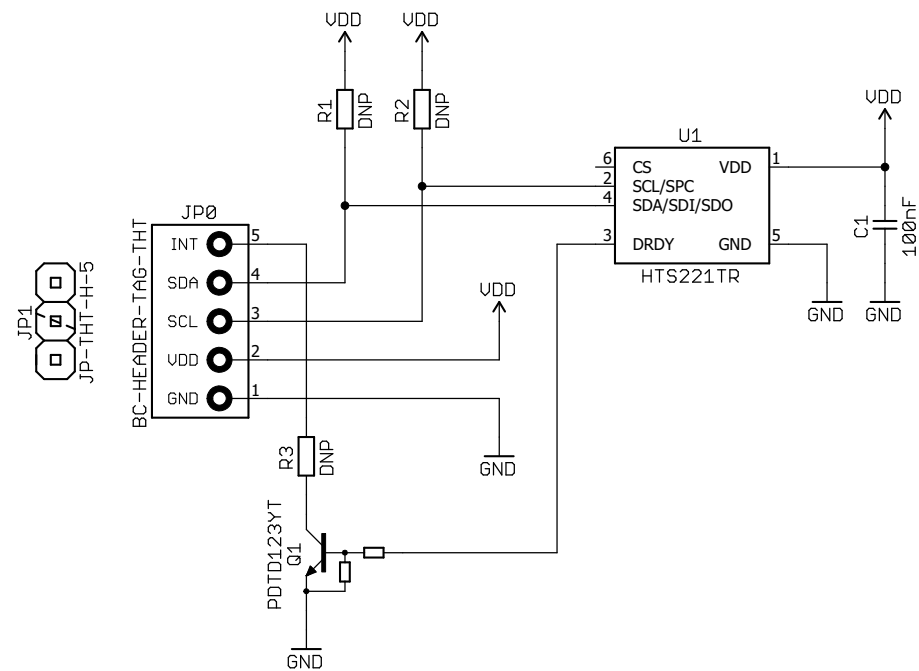 VDD
VDD
R1
DNP
R2
DNP
VDD
U1
6
CS
VDD
1
2
SCL/SPC
4
SDA/SDI/SDO
3
DRDY
GND
5
HTS221TR
C1
100nF
GND
GND
JP0
BC-HEADER-TAG-THT
INT
5
SDA
4
SCL
3
VDD
2
GND
1
JP1
JP-THT-H-5
VDD
GND
R3
DNP
PDTD123YT
Q1
GND